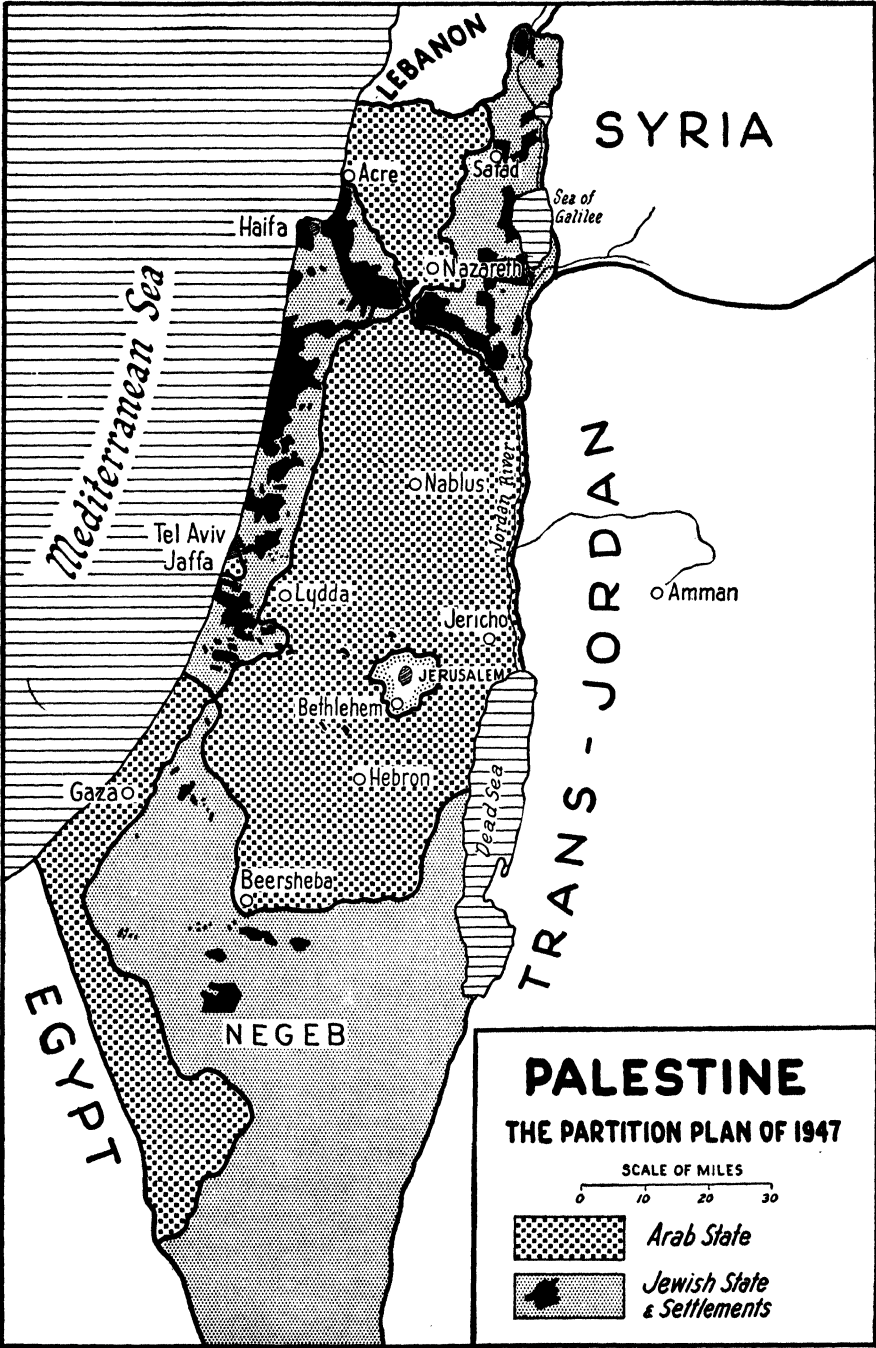 LEBANON
SYRIA
Acre
Safad
Sea of
Galilee
Haifa
Nazareth
Mediterranean Sea
Nablus
Jordan River
Tel Aviv
Jaffa
Lydda
Amman
Jericho
JERUSALEM
Bethlehem
TRANS-JORDAN
Hebron
Gaza
Dead Sea
Beersheba
EGYPT
NEGEB
PALESTINE
THE PARTITION PLAN OF 1947
SCALE OF MILES
0 10 20 30
Arab State
Jewish State
& Settlements